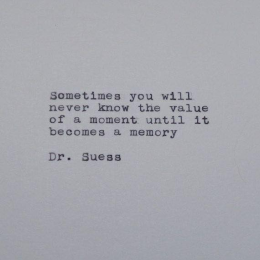 Sometimes you will
never know the value
of a moment until it
becomes a memory
Dr. Suess